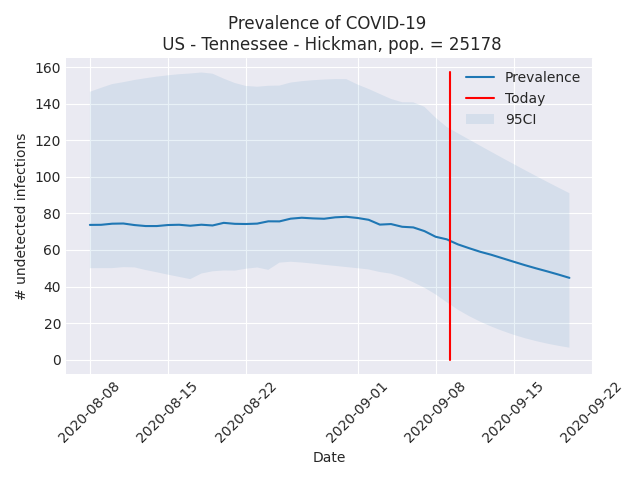 Prevalence of COVID-19
US - Tennessee - Hickman, pop. = 25178
160
140
120
100
80
60
40
20
0
# undetected infections
Prevalence
Today
95CI
2020-08-08
2020-08-15
2020-08-22
2020-09-01
2020-09-08
2020-09-15
2020-09-22
Date